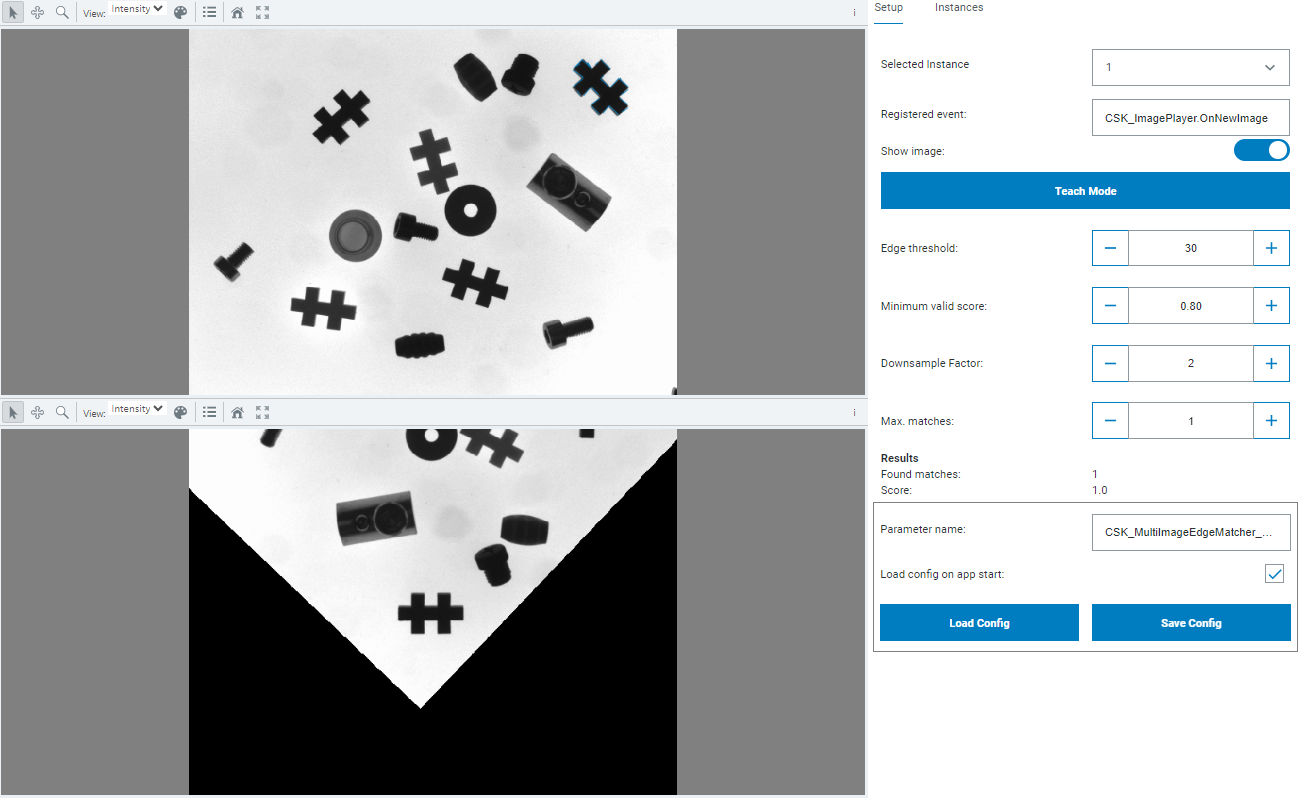 View: Intensity
i
View: Intensity
i
Setup Instances
Selected Instance 1
Registered event: CSK_ImagePlayer.OnNewImage
Show image:
Teach Mode
Edge threshold: − 30 +
Minimum valid score: − 0.80 +
Downsample Factor: − 2 +
Max. matches: − 1 +
Results
Found matches: 1
Score: 1.0
Parameter name: CSK_MultiImageEdgeMatcher_...
Load config on app start:
Load Config Save Config